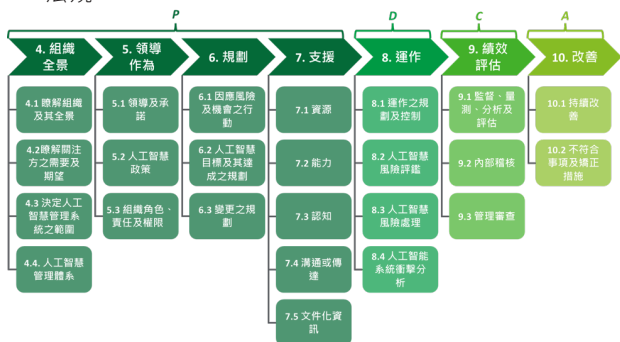 P
D
C
A
4. 組織
全景
5. 領導
作為
6. 規劃
7. 支援
8. 運作
9. 績效
評估
10. 改善
4.1 瞭解組織
及其全景
4.2瞭解關注
方之需要及
期望
4.3 決定人工
智慧管理系
統之範圍
4.4. 人工智慧
管理體系
5.1 領導及承
諾
5.2 人工智慧
政策
5.3 組織角色、
責任及權限
6.1 因應風險
及機會之行
動
6.2 人工智慧
目標及其達
成之規劃
6.3 變更之規
劃
7.1 資源
7.2 能力
7.3 認知
7.4 溝通或傳
達
7.5 文件化資
訊
8.1 運作之規
劃及控制
8.2 人工智慧
風險評鑑
8.3 人工智慧
風險處理
8.4 人工智能
系統衝擊分
析
9.1 監督、量
測、分析及
評估
9.2 內部稽核
9.3 管理審查
10.1 持續改
善
10.2 不符合
事項及矯正
措施